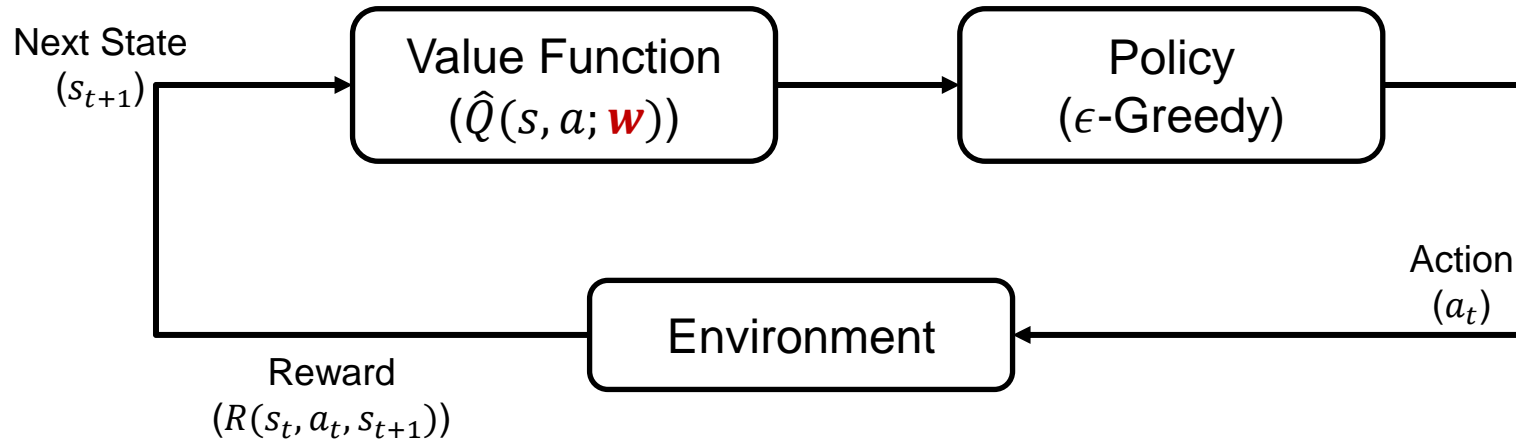 Next State
(s_{t+1})
Value Function
(Q̂(s, a; w))
Policy
(ϵ-Greedy)
Action
(a_t)
Environment
Reward
(R(s_t, a_t, s_{t+1}))